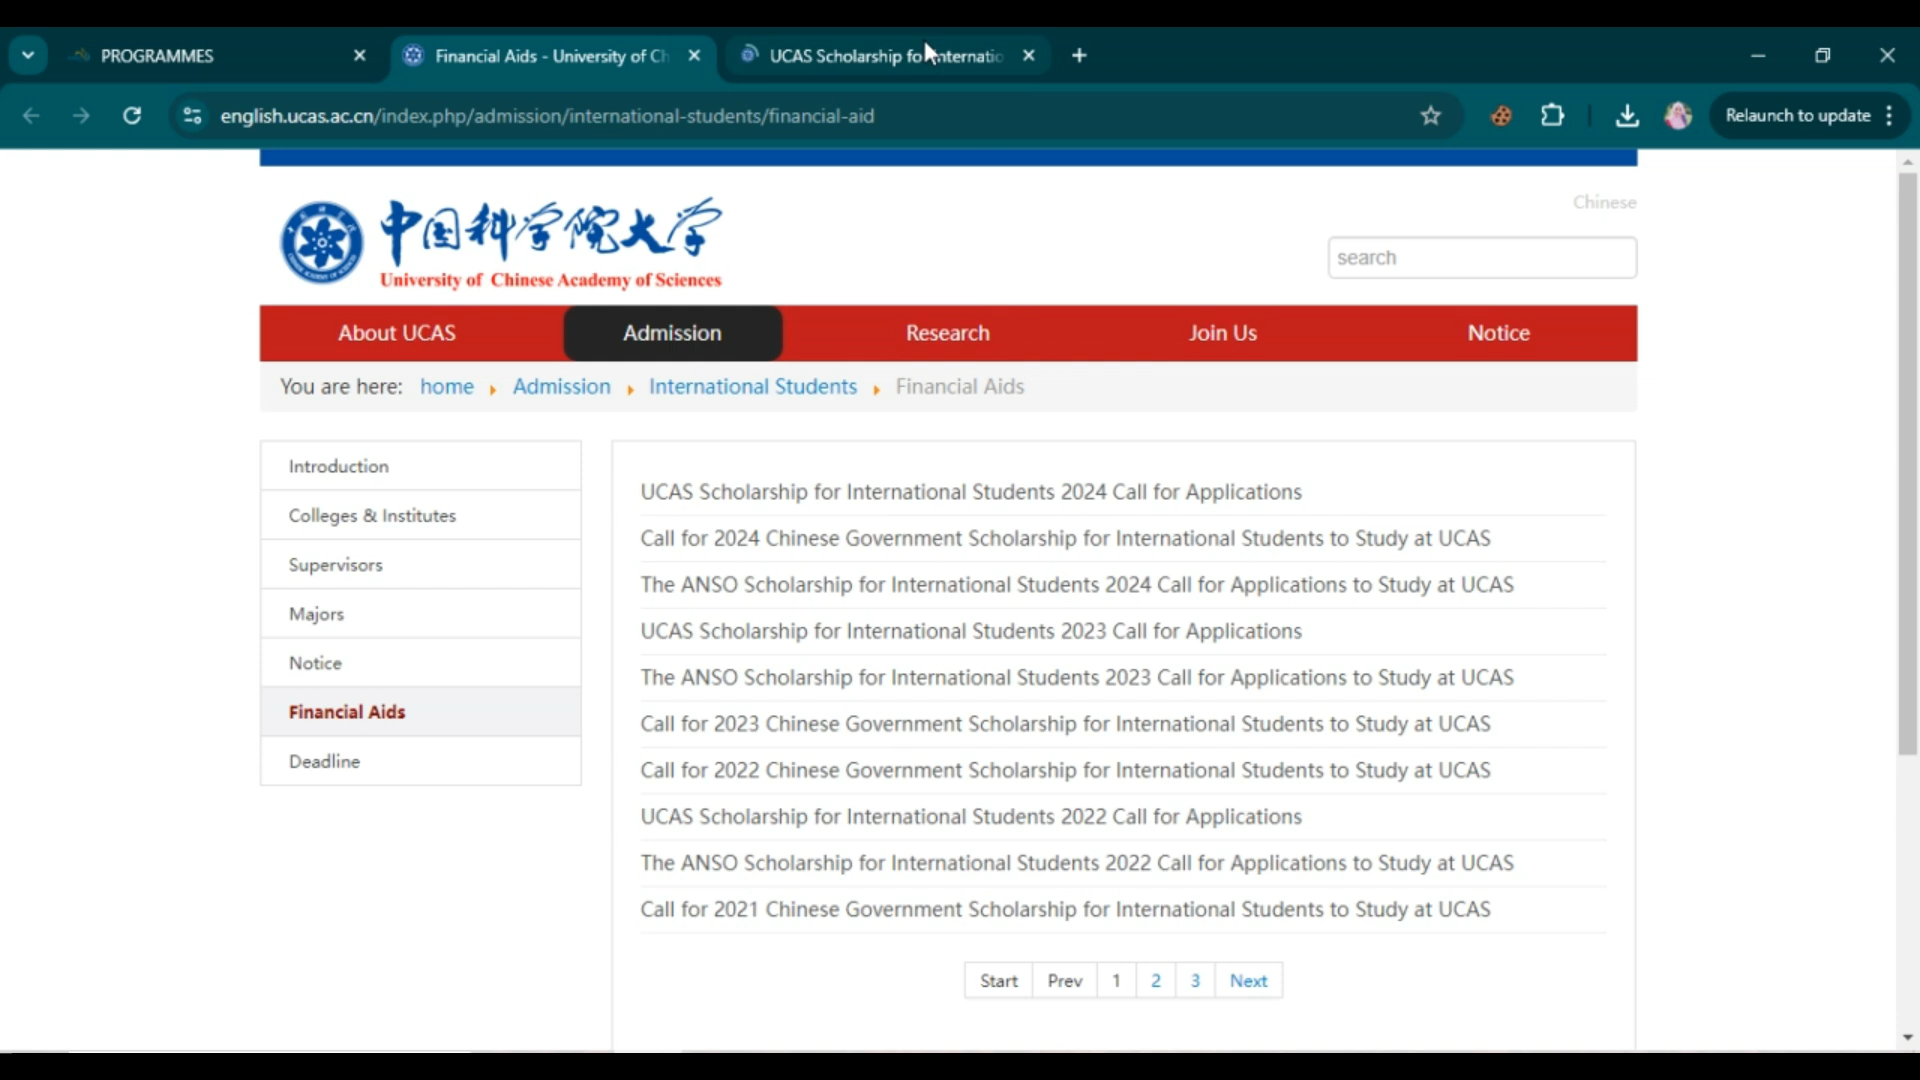 PROGRAMMES
Financial Aids - University of Ch
UCAS Scholarship fo nternatio
english.ucas.ac.cn/index.php/admission/international-students/financial-aid
Relaunch to update
中国科学院大学
University of Chinese Academy of Sciences
Chinese
search
About UCAS
Admission
Research
Join Us
Notice
You are here: home Admission International Students Financial Aids
Introduction
Colleges & Institutes
Supervisors
Majors
Notice
Financial Aids
Deadline
UCAS Scholarship for International Students 2024 Call for Applications
Call for 2024 Chinese Government Scholarship for International Students to Study at UCAS
The ANSO Scholarship for International Students 2024 Call for Applications to Study at UCAS
UCAS Scholarship for International Students 2023 Call for Applications
The ANSO Scholarship for International Students 2023 Call for Applications to Study at UCAS
Call for 2023 Chinese Government Scholarship for International Students to Study at UCAS
Call for 2022 Chinese Government Scholarship for International Students to Study at UCAS
UCAS Scholarship for International Students 2022 Call for Applications
The ANSO Scholarship for International Students 2022 Call for Applications to Study at UCAS
Call for 2021 Chinese Government Scholarship for International Students to Study at UCAS
Start Prev 1 2 3 Next